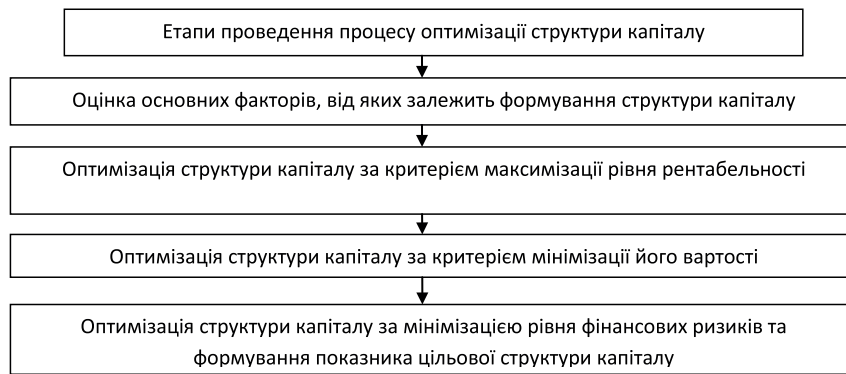 Етапи проведення процесу оптимізації структури капіталу
Оцінка основних факторів, від яких залежить формування структури капіталу
Оптимізація структури капіталу за критерієм максимізації рівня рентабельності
Оптимізація структури капіталу за критерієм мінімізації його вартості
Оптимізація структури капіталу за мінімізацією рівня фінансових ризиків та
формування показника цільової структури капіталу